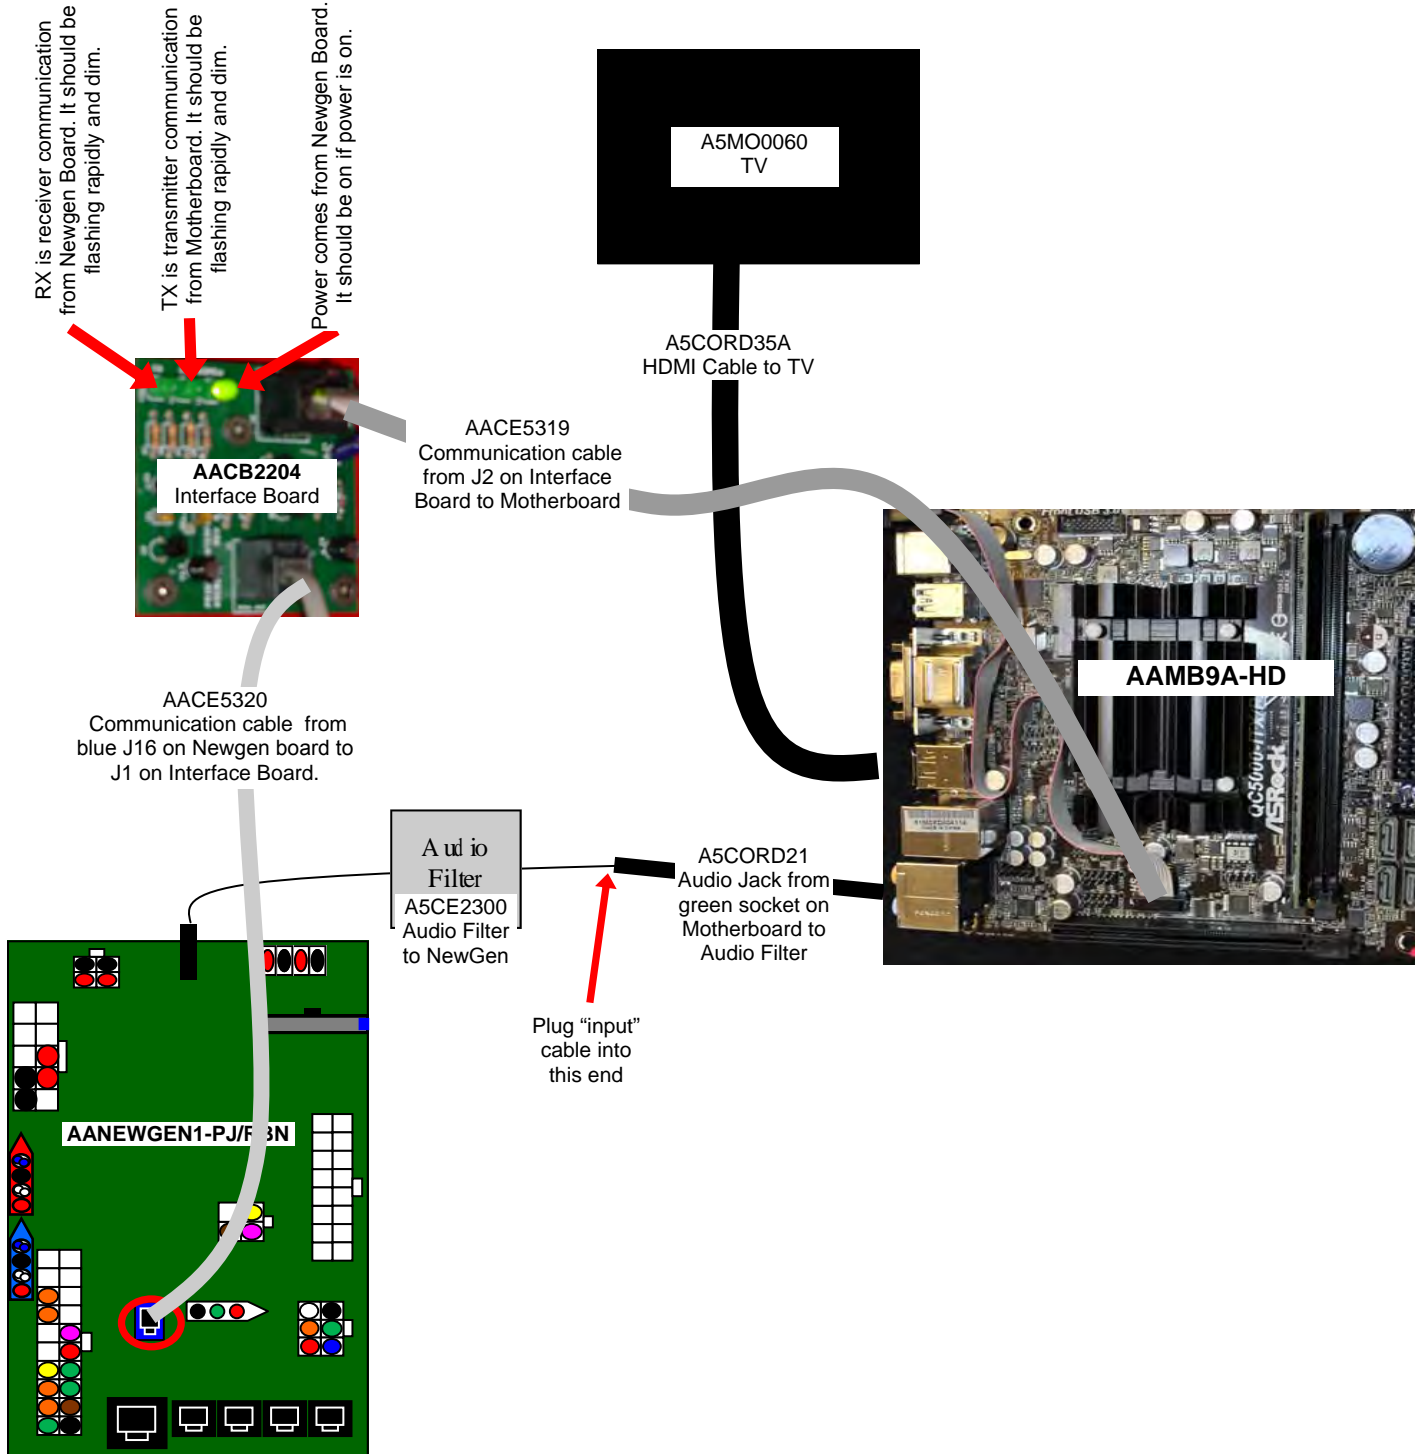 RX is receiver communication
from Newgen Board. It should be
flashing rapidly and dim.
TX is transmitter communication
from Motherboard. It should be
flashing rapidly and dim.
Power comes from Newgen Board.
It should be on if power is on.
A5MO0060
TV
A5CORD35A
HDMI Cable to TV
AACE5319
Communication cable
from J2 on Interface
Board to Motherboard
AACB2204
Interface Board
AAMB9A-HD
QC5000-ITX
ASRock
AACE5320
Communication cable from
blue J16 on Newgen board to
J1 on Interface Board.
Audio
Filter
A5CE2300
Audio Filter
to NewGen
A5CORD21
Audio Jack from
green socket on
Motherboard to
Audio Filter
Plug “input”
cable into
this end
AANEWGEN1-PJ/RBN